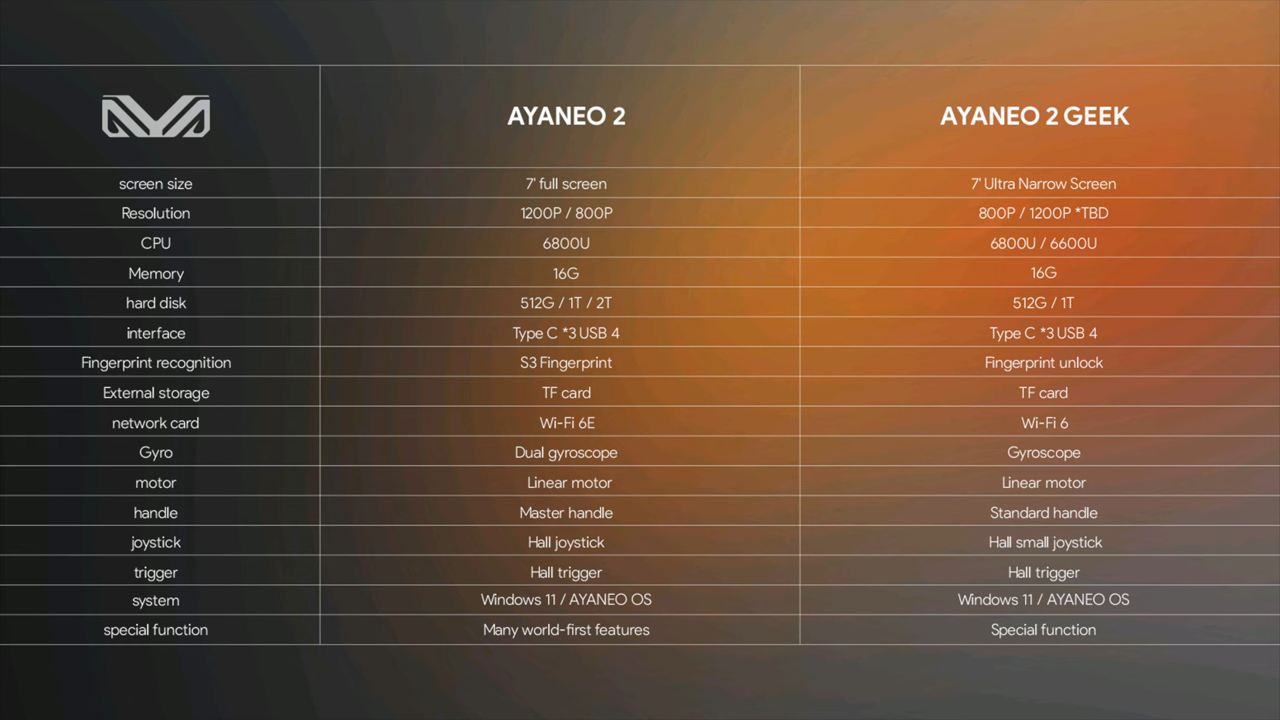 AYANEO 2 AYANEO 2 GEEK
screen size 7' full screen 7' Ultra Narrow Screen
Resolution 1200P / 800P 800P / 1200P *TBD
CPU 6800U 6800U / 6600U
Memory 16G 16G
hard disk 512G / 1T / 2T 512G / 1T
interface Type C *3 USB 4 Type C *3 USB 4
Fingerprint recognition S3 Fingerprint Fingerprint unlock
External storage TF card TF card
network card Wi-Fi 6E Wi-Fi 6
Gyro Dual gyroscope Gyroscope
motor Linear motor Linear motor
handle Master handle Standard handle
joystick Hall joystick Hall small joystick
trigger Hall trigger Hall trigger
system Windows 11 / AYANEO OS Windows 11 / AYANEO OS
special function Many world-first features Special function